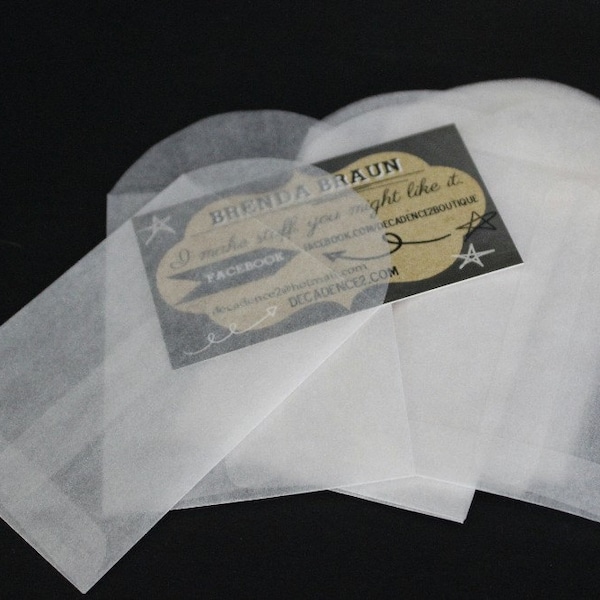 BRENDA BRAUN
I make stuff you might like it.
FACEBOOK FACEBOOK.COM/DECADENCE2BOUTIQUE
decadence2@hotmail.com
DECADENCE2.COM